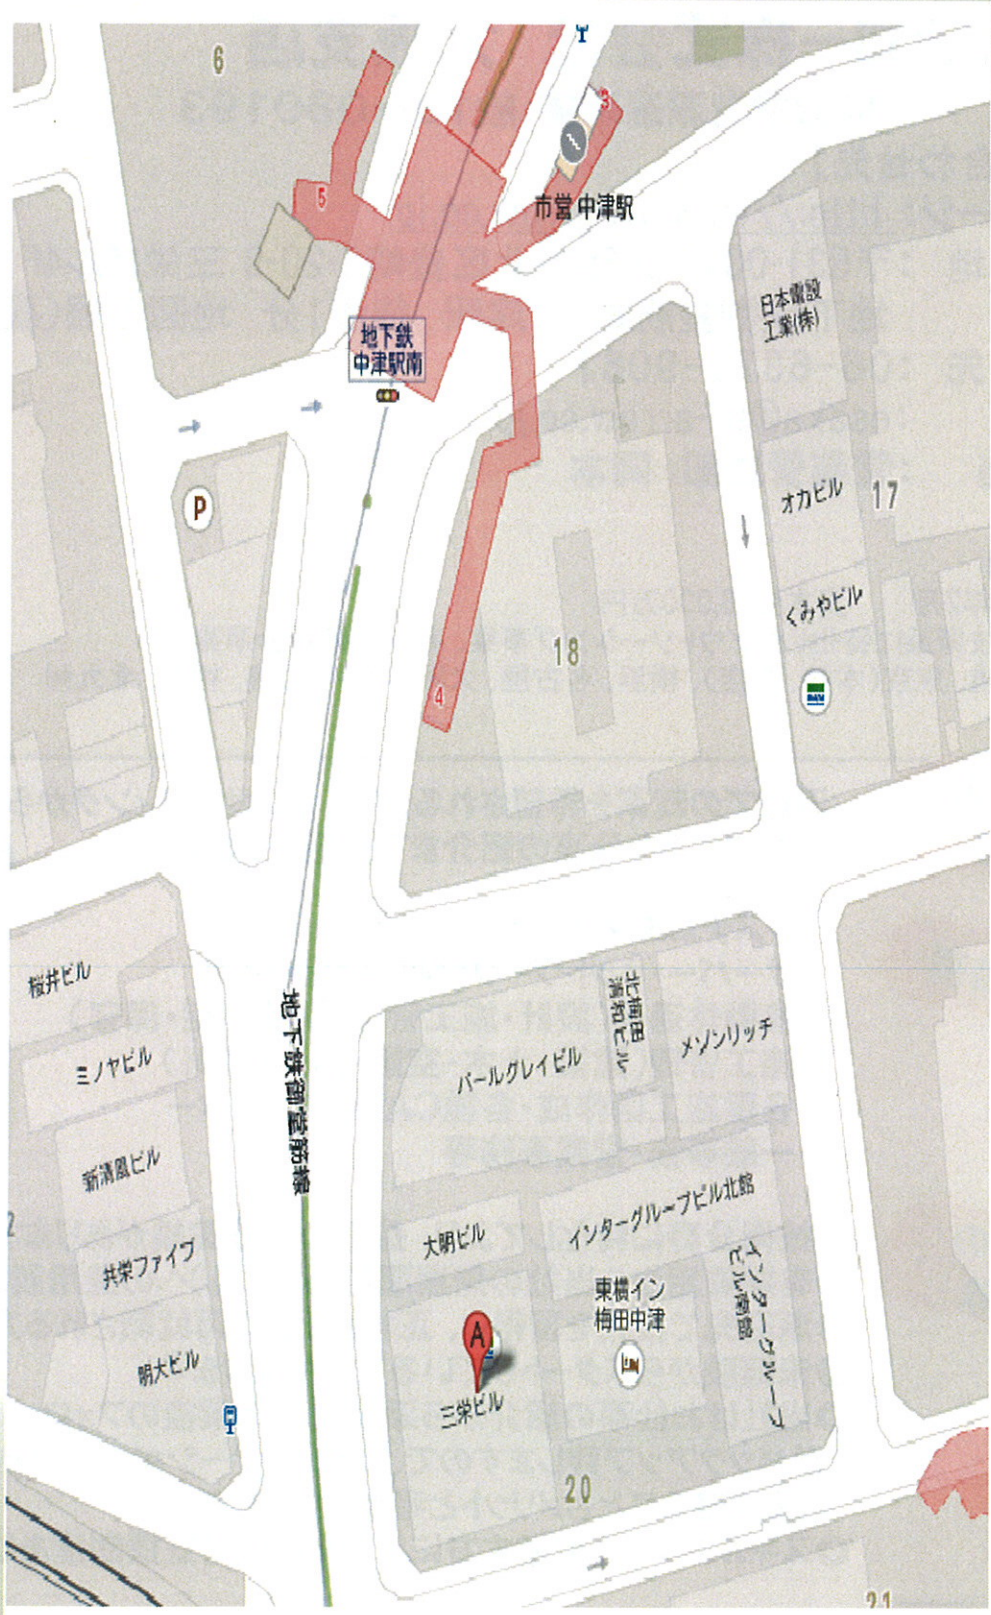 6
3
5
市営 中津駅
日本電設
工業(株)
地下鉄
中津駅南
P
オカビル
17
くみやビル
18
4
桜井ビル
ミノヤビル
新清風ビル
2
共栄ファイブ
明大ビル
地下鉄御堂筋線
パールグレイビル
北梅田
清和ビル
メゾンリッチ
大明ビル
インターグループビル北館
インターグループ
ビル南館
東横イン
梅田中津
A
三栄ビル
20
21